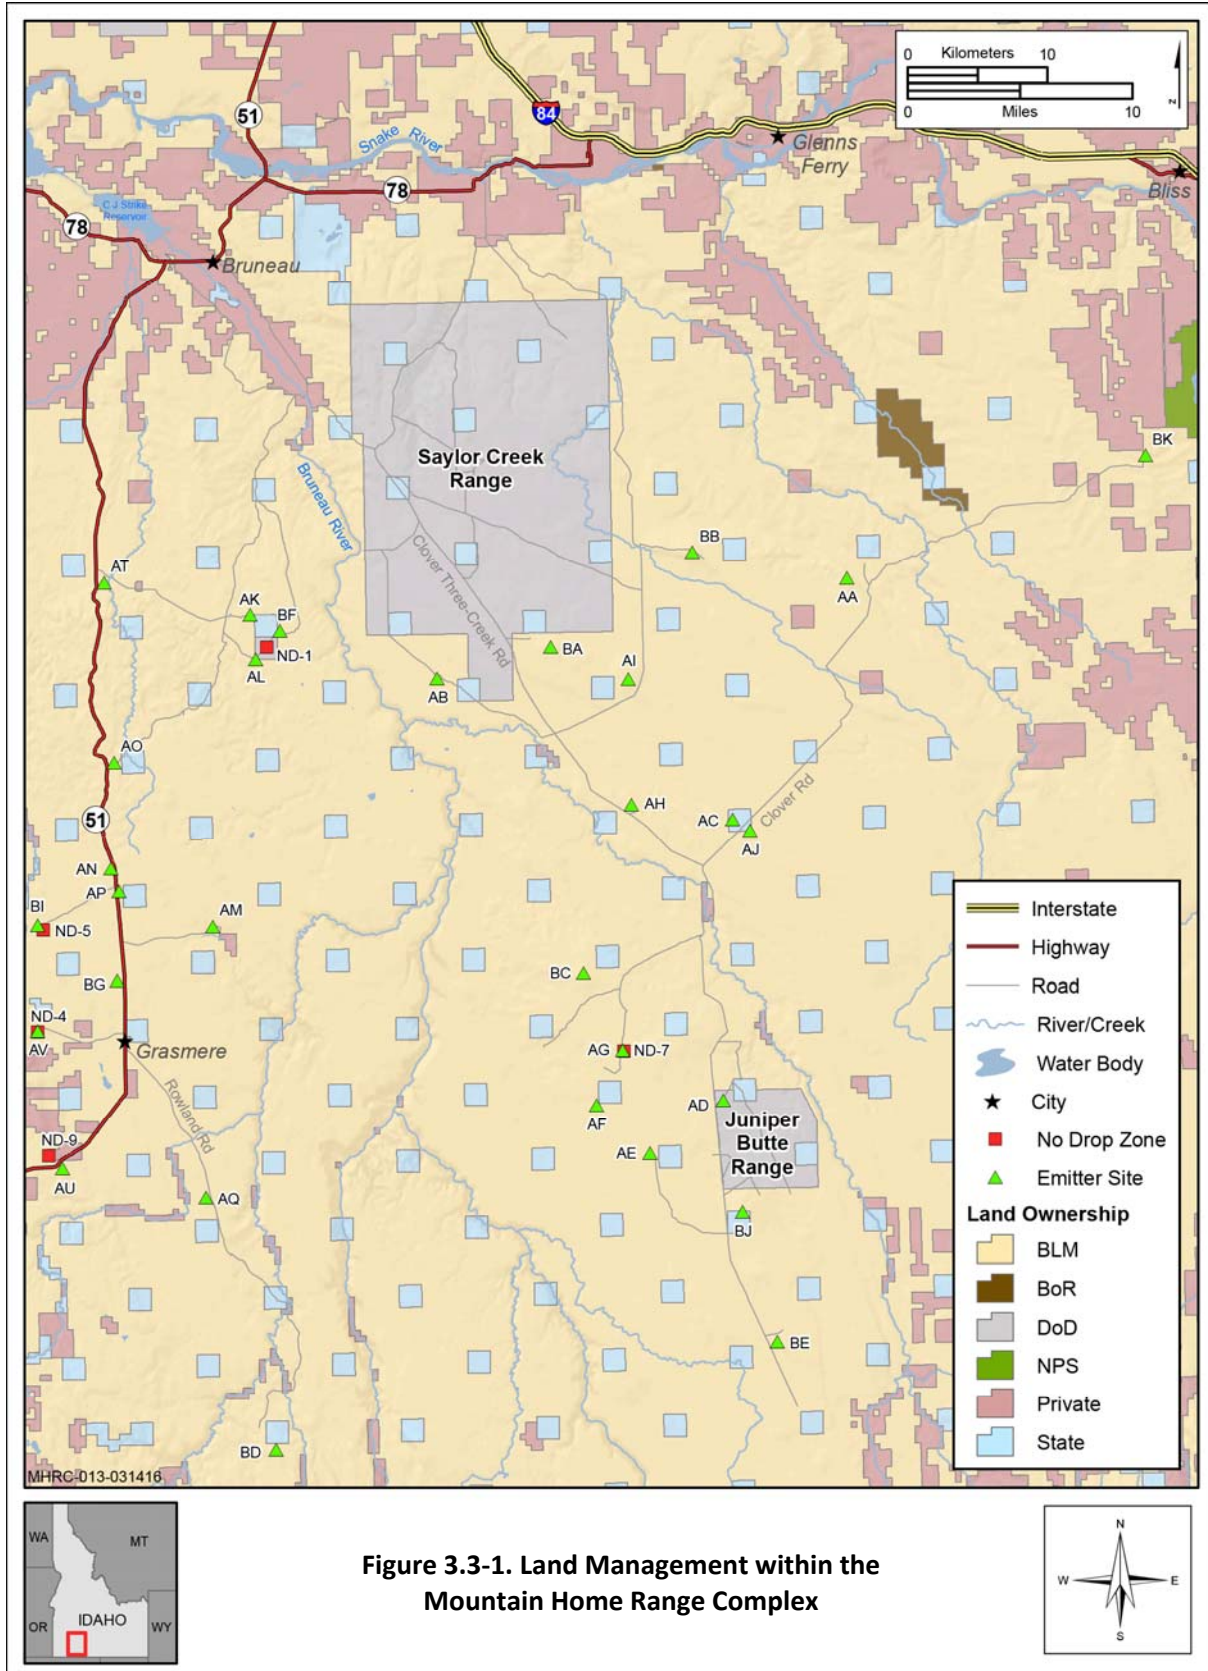 0 Kilometers 10
0 Miles 10
z
51
84
Snake River
Glenns
Ferry
78
Bliss
C J Strike
Reservoir
78
Bruneau
BK
Saylor Creek
Range
Bruneau River
Clover Three-Creek Rd
BB
AT
AA
AK
BF
ND-1
AL
BA
AI
AB
AO
AH
AC
Clover Rd
AJ
51
AN
AP
BI
ND-5
AM
BG
BC
ND-4
AV
Grasmere
AG
ND-7
Rowland Rd
AF
AD
Juniper
Butte
Range
ND-9
AU
AE
AQ
BJ
BE
BD
Interstate
Highway
Road
River/Creek
Water Body
City
No Drop Zone
Emitter Site
Land Ownership
BLM
BoR
DoD
NPS
Private
State
MHRC-013-031416
WA
MT
OR
IDAHO
WY
Figure 3.3-1. Land Management within the
Mountain Home Range Complex
N
W
E
S